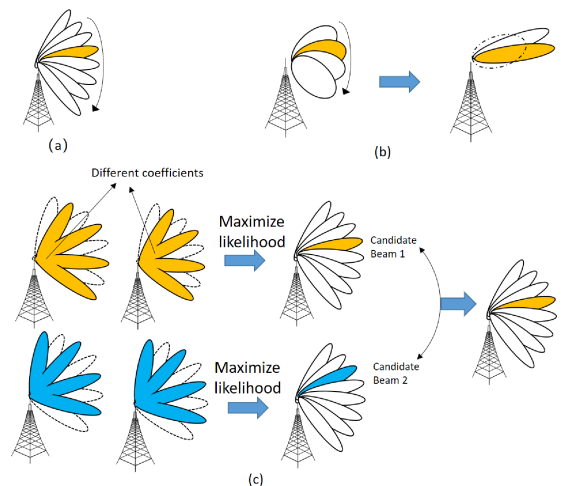 (a)
(b)
Different coefficients
Maximize
likelihood
Candidate
Beam 1
Maximize
likelihood
Candidate
Beam 2
(c)